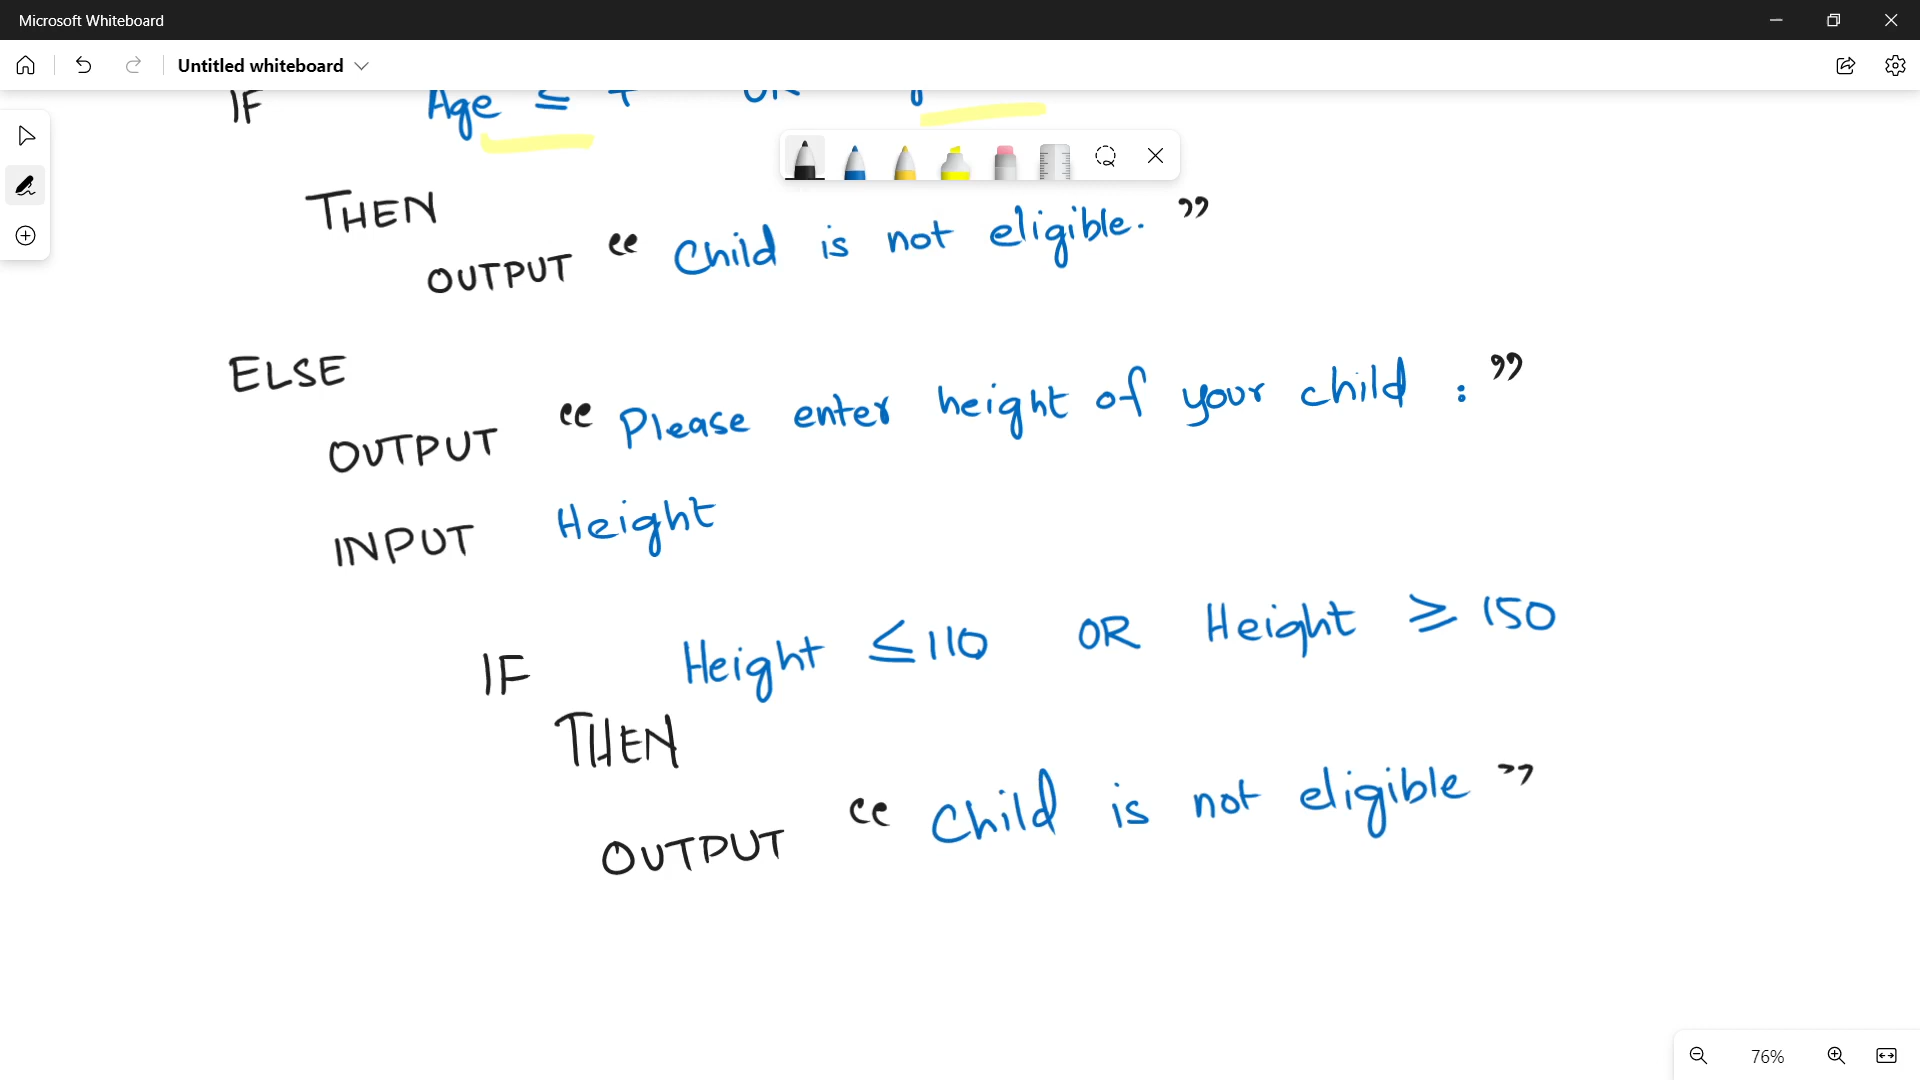 Microsoft Whiteboard
Untitled whiteboard
IF Age ≤ OR
THEN
OUTPUT “ Child is not eligible. ”
ELSE
OUTPUT “ Please enter height of your child : ”
INPUT Height
IF Height ≤ 110 OR Height ≥ 150
THEN
OUTPUT “ Child is not eligible ”
76%